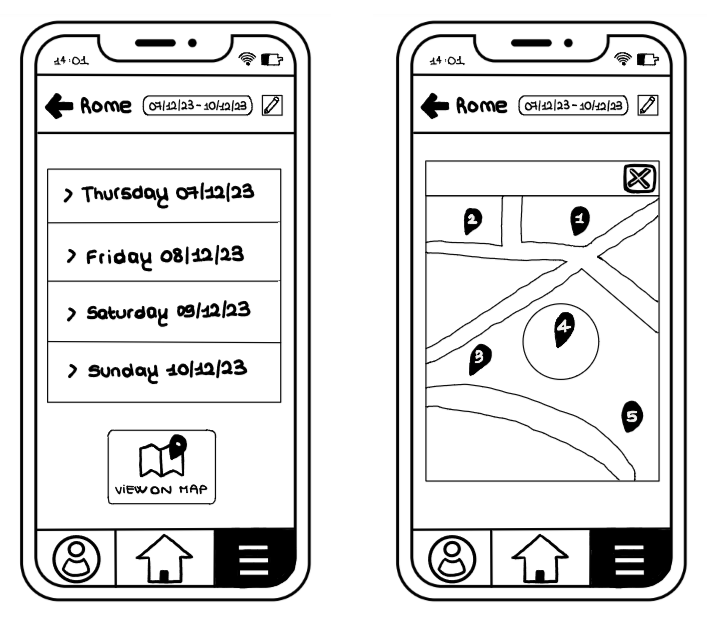 14:01
Rome 07/12/23-10/12/23
> Thursday 07/12/23
> Friday 08/12/23
> Saturday 09/12/23
> Sunday 10/12/23
VIEW ON MAP
14:01
Rome 07/12/23-10/12/23
2 1
4
3
5